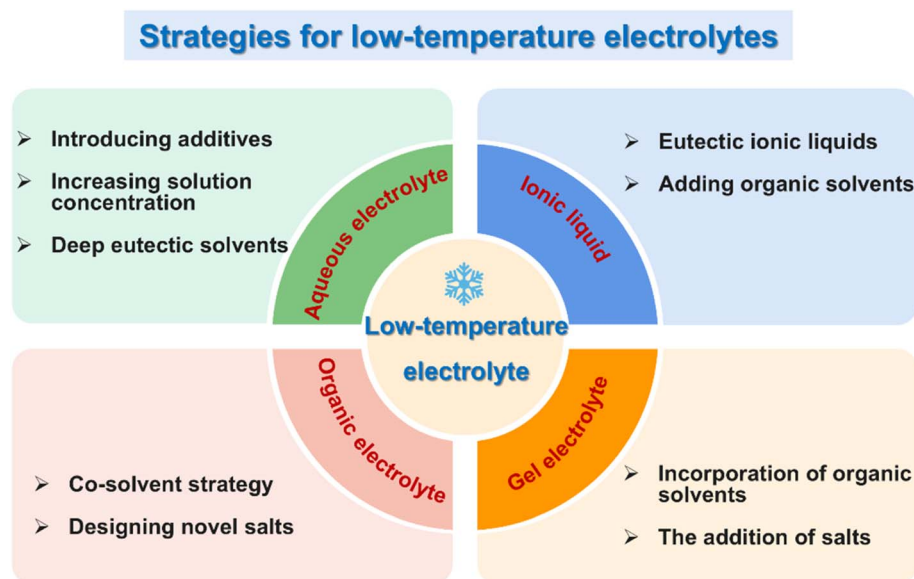 Strategies for low-temperature electrolytes
➢ Introducing additives
➢ Increasing solution
concentration
➢ Deep eutectic solvents
Aqueous electrolyte
Ionic liquid
➢ Eutectic ionic liquids
➢ Adding organic solvents
Low-temperature
electrolyte
➢ Co-solvent strategy
➢ Designing novel salts
Organic electrolyte
Gel electrolyte
➢ Incorporation of organic
solvents
➢ The addition of salts